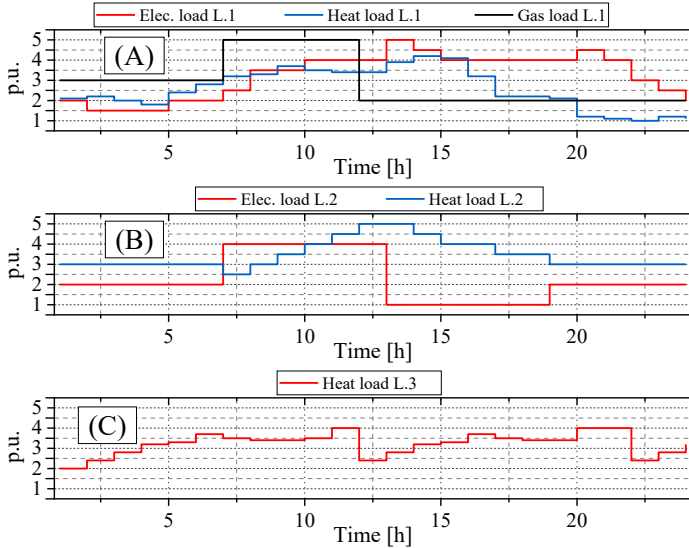 Elec. load L.1 Heat load L.1 Gas load L.1
(A)
p.u.
5
4
3
2
1
5 10 15 20
Time [h]
Elec. load L.2 Heat load L.2
(B)
p.u.
5
4
3
2
1
5 10 15 20
Time [h]
Heat load L.3
(C)
p.u.
5
4
3
2
1
5 10 15 20
Time [h]